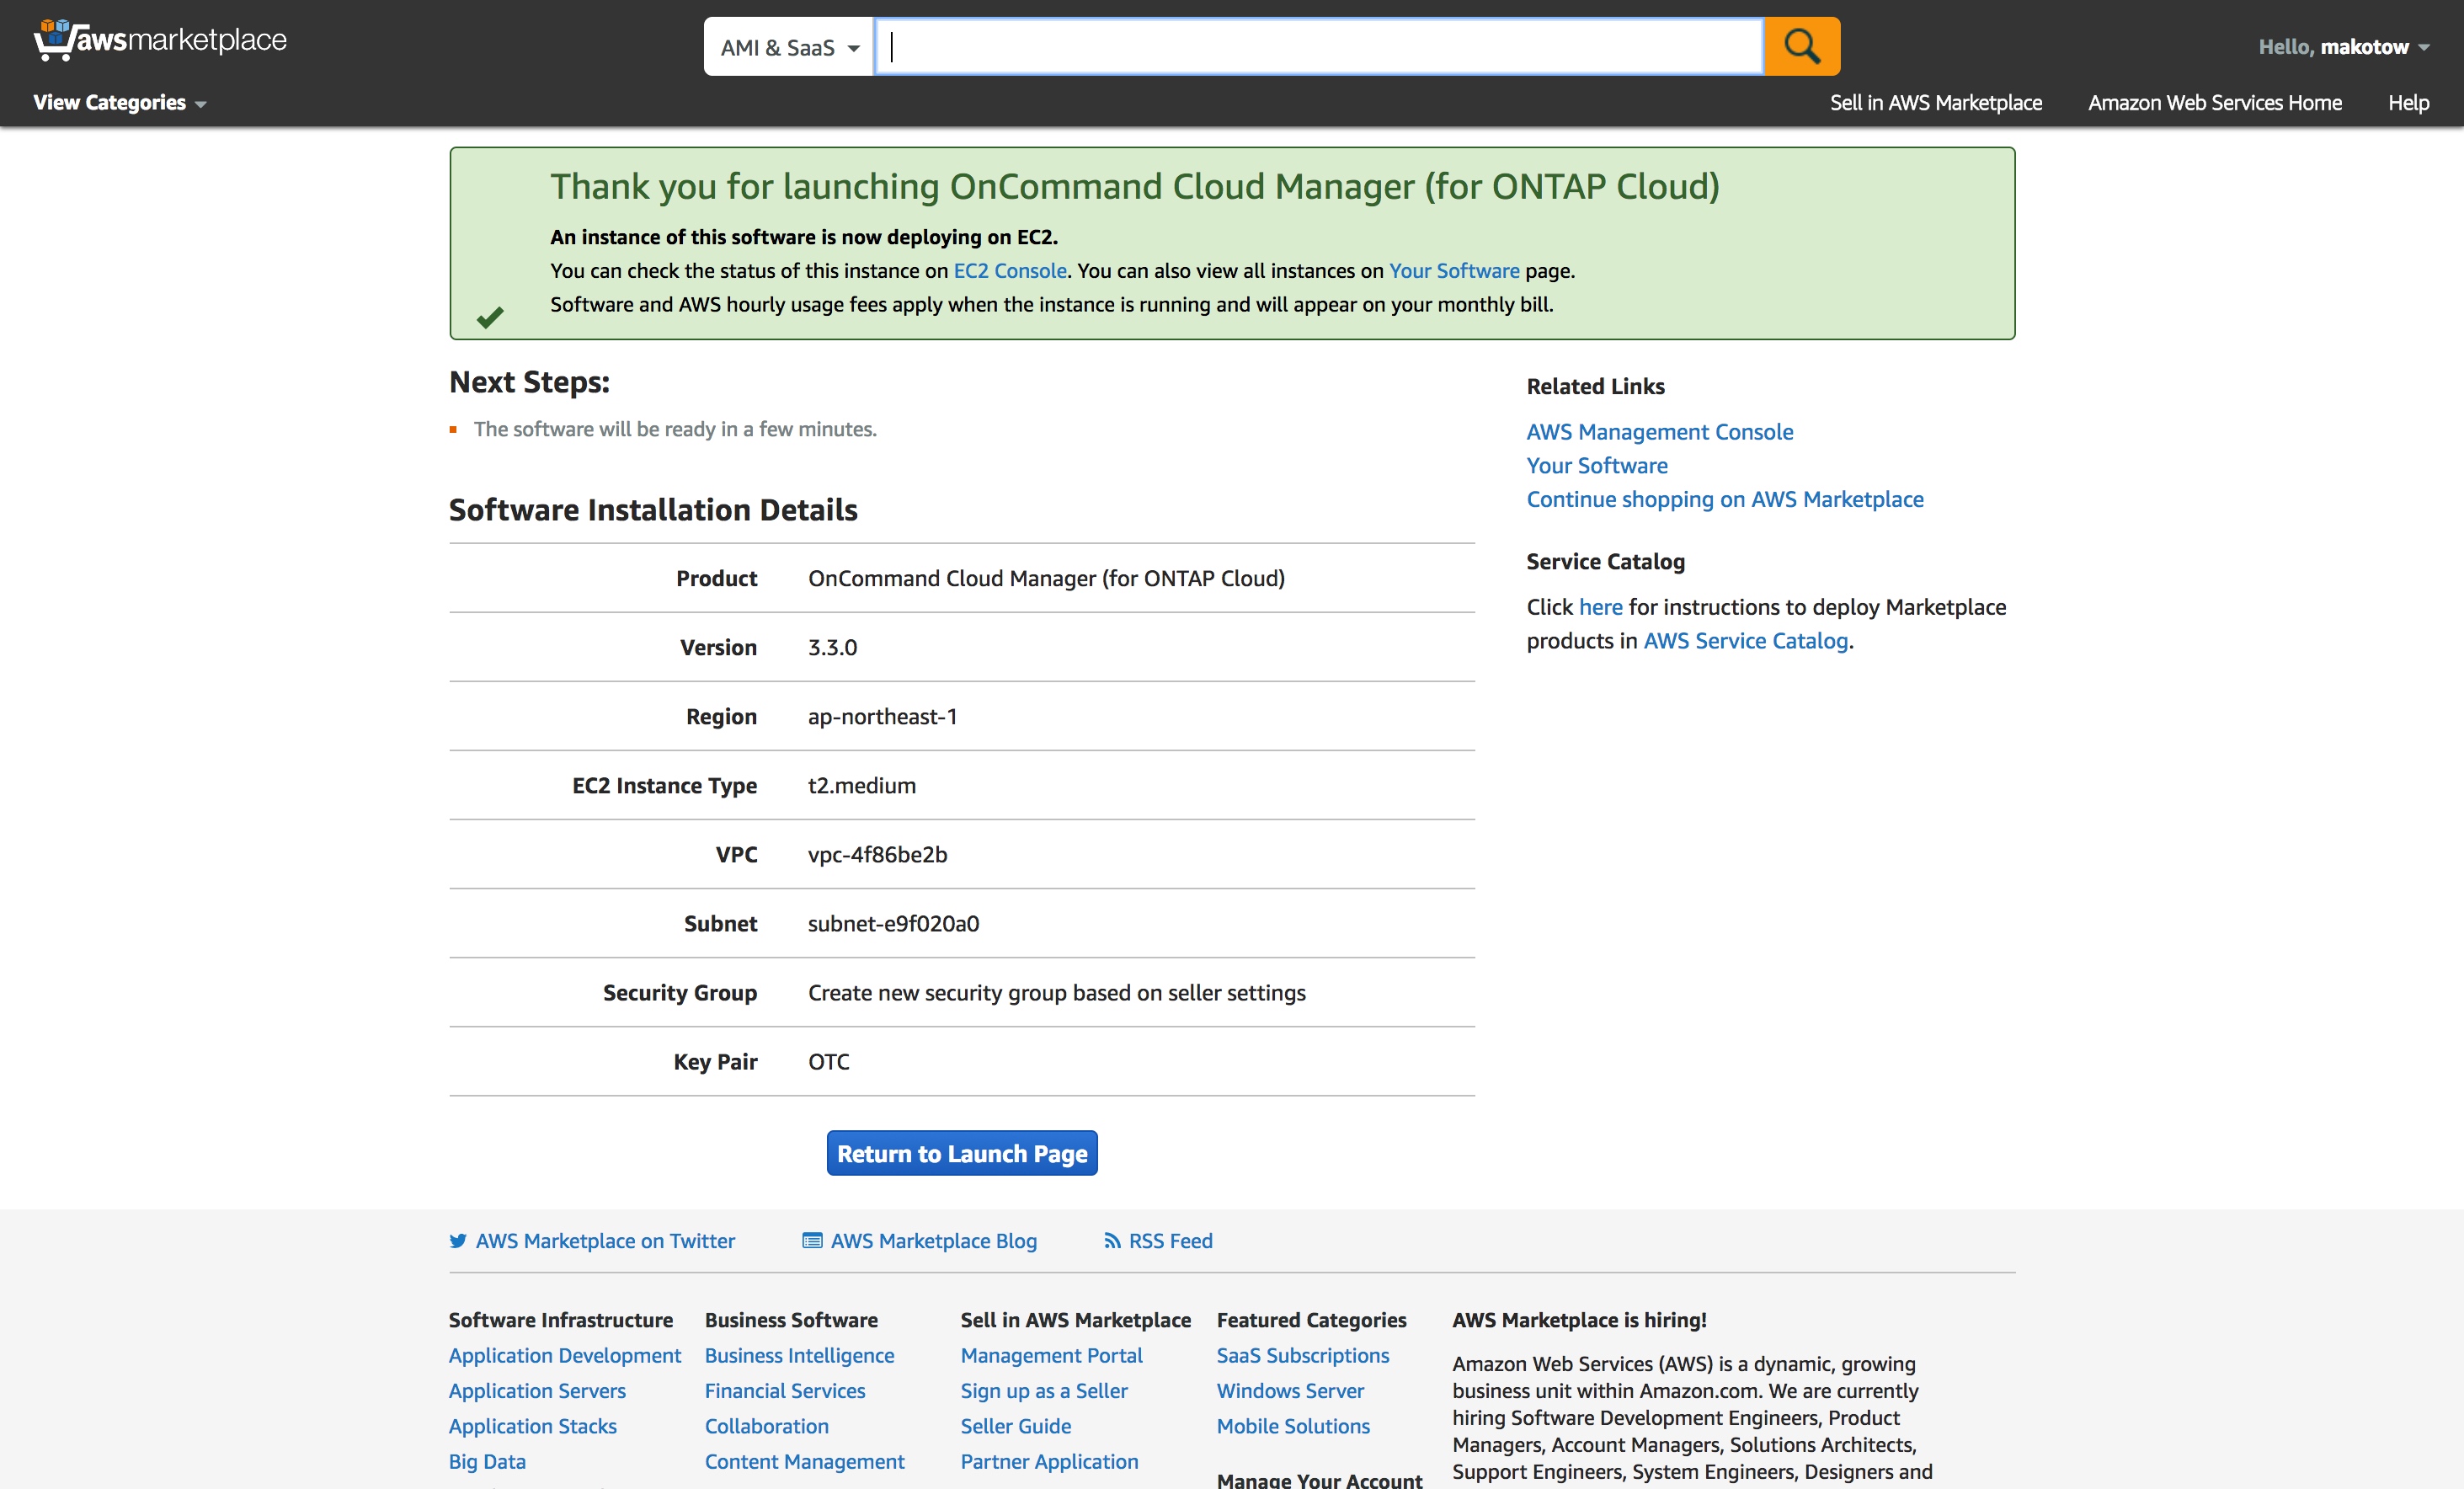 awsmarketplace
AMI & SaaS
Hello, makotow
View Categories
Sell in AWS Marketplace
Amazon Web Services Home
Help
Thank you for launching OnCommand Cloud Manager (for ONTAP Cloud)
An instance of this software is now deploying on EC2.
You can check the status of this instance on EC2 Console. You can also view all instances on Your Software page.
Software and AWS hourly usage fees apply when the instance is running and will appear on your monthly bill.
Next Steps:
The software will be ready in a few minutes.
Software Installation Details
Product OnCommand Cloud Manager (for ONTAP Cloud)
Version 3.3.0
Region ap-northeast-1
EC2 Instance Type t2.medium
VPC vpc-4f86be2b
Subnet subnet-e9f020a0
Security Group Create new security group based on seller settings
Key Pair OTC
Return to Launch Page
Related Links
AWS Management Console
Your Software
Continue shopping on AWS Marketplace
Service Catalog
Click here for instructions to deploy Marketplace
products in AWS Service Catalog.
AWS Marketplace on Twitter
AWS Marketplace Blog
RSS Feed
Software Infrastructure
Application Development
Application Servers
Application Stacks
Big Data
Business Software
Business Intelligence
Financial Services
Collaboration
Content Management
Sell in AWS Marketplace
Management Portal
Sign up as a Seller
Seller Guide
Partner Application
Featured Categories
SaaS Subscriptions
Windows Server
Mobile Solutions
Manage Your Account
AWS Marketplace is hiring!
Amazon Web Services (AWS) is a dynamic, growing
business unit within Amazon.com. We are currently
hiring Software Development Engineers, Product
Managers, Account Managers, Solutions Architects,
Support Engineers, System Engineers, Designers and